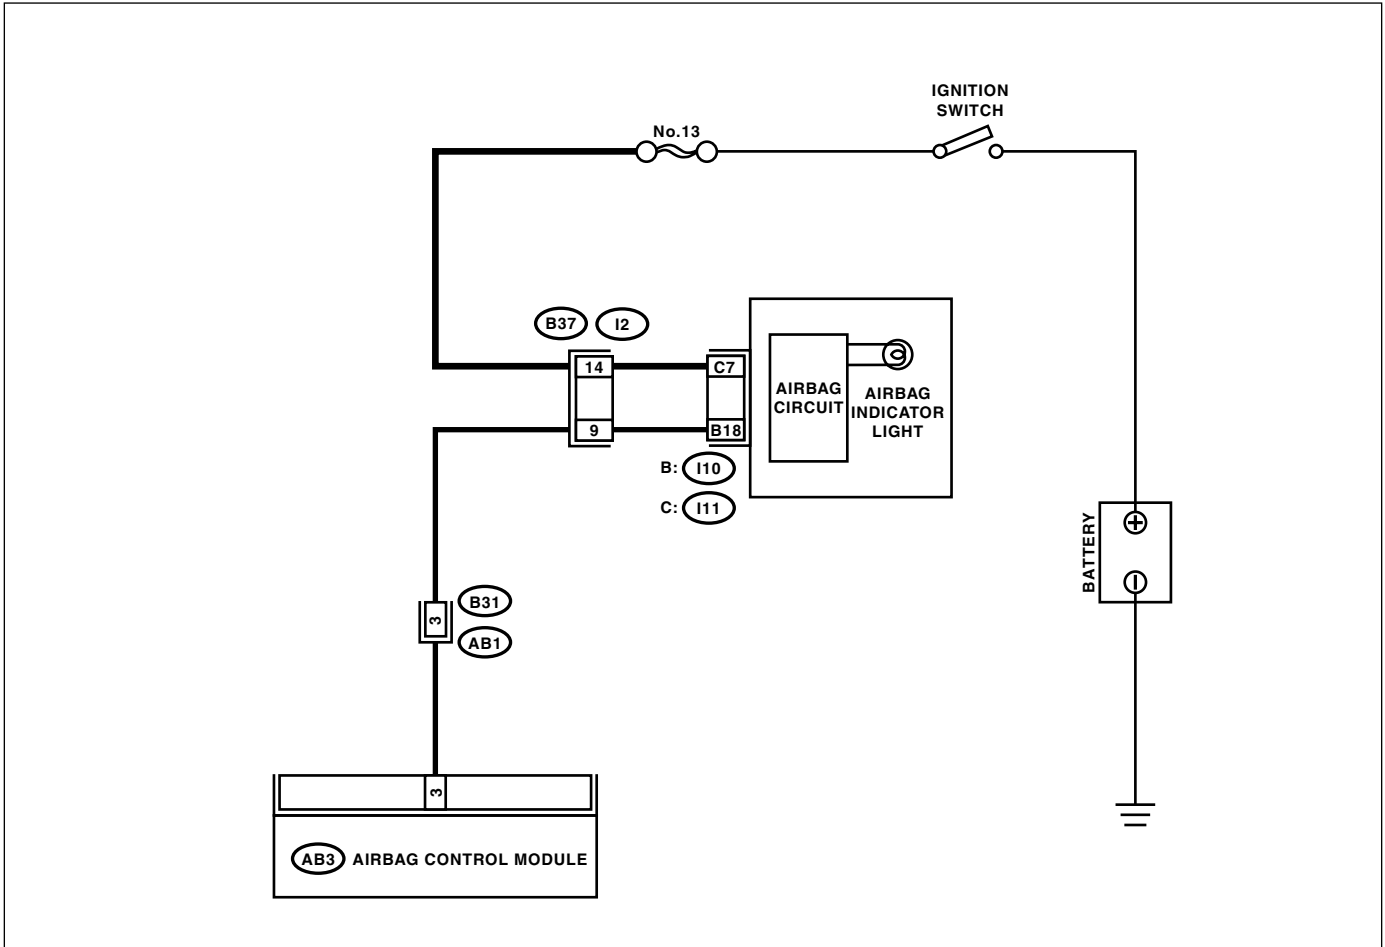 IGNITION
SWITCH
No.13
B37
I2
14
C7
9
B18
AIRBAG
CIRCUIT
AIRBAG
INDICATOR
LIGHT
B: I10
C: I11
BATTERY
B31
3
AB1
3
AB3 AIRBAG CONTROL MODULE